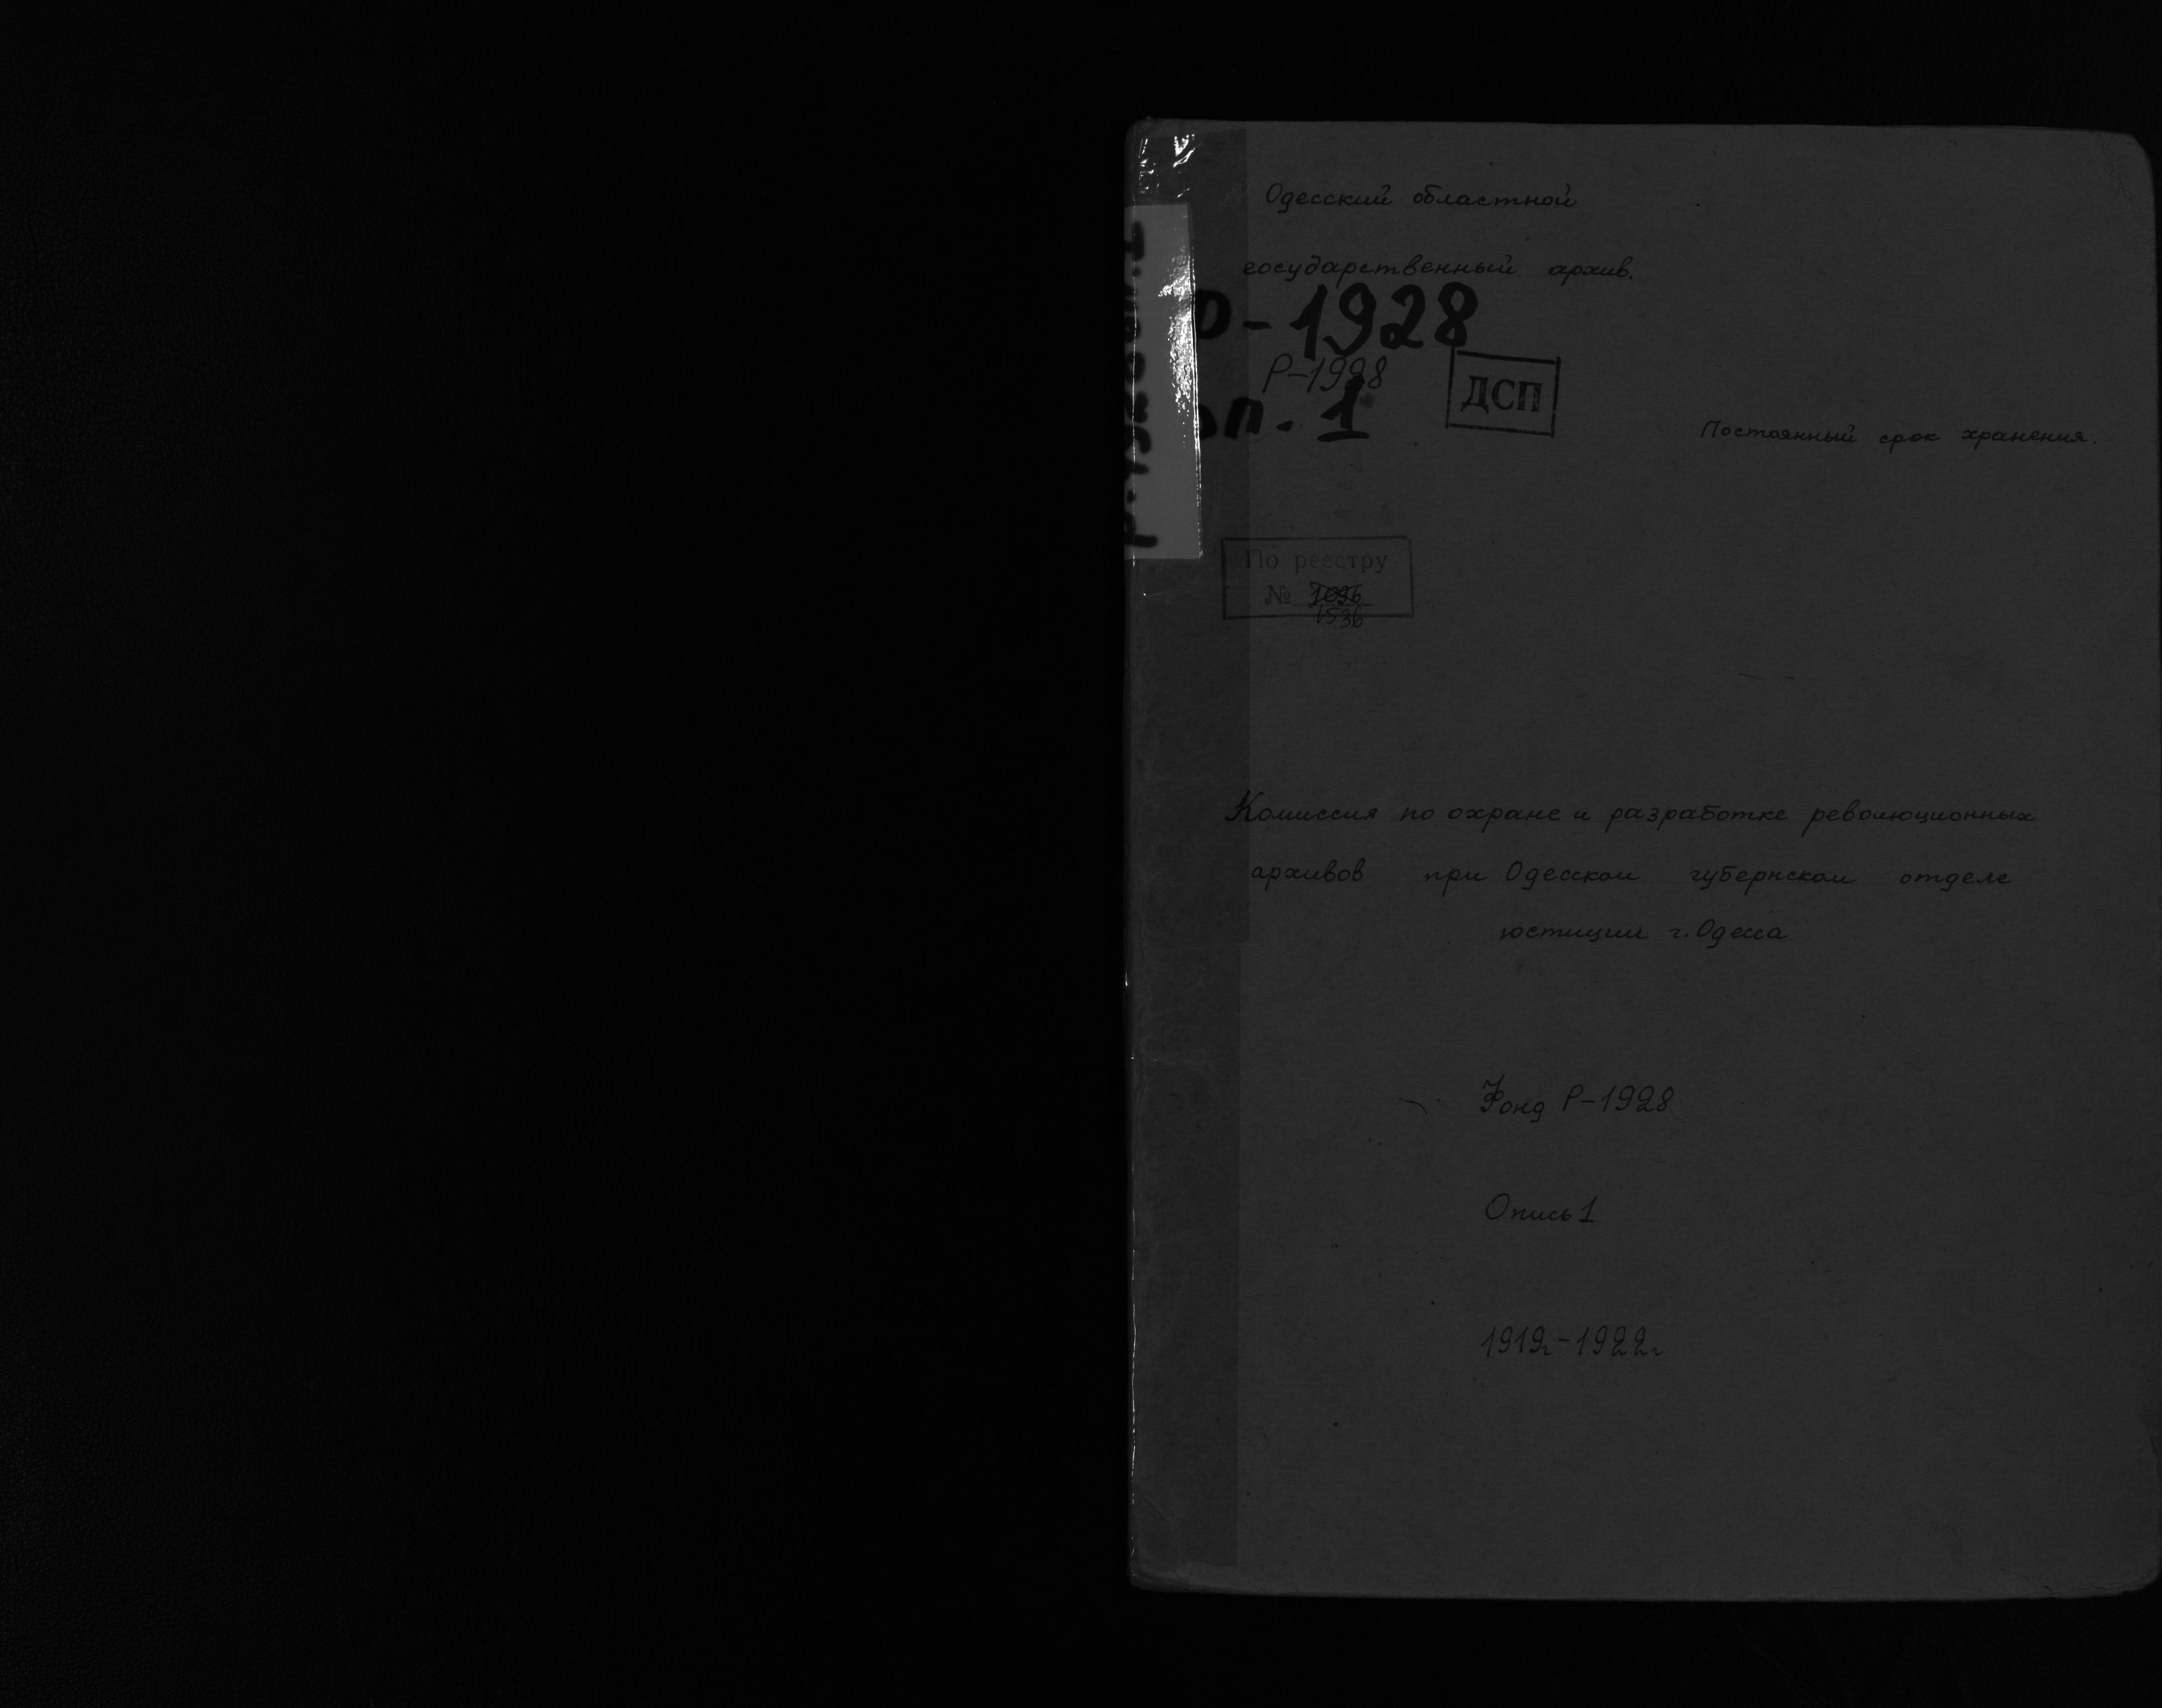 Одесский областной
государственный архив.
Р-1928
Р-1928
оп. 1
ДСП
Постоянный срок хранения.
По реестру
№
1536
Комиссия по охране и разработке революционных
архивов при Одесском губернском отделе
юстиции г. Одесса
Фонд Р-1928
Опись 1
1919г-1922г